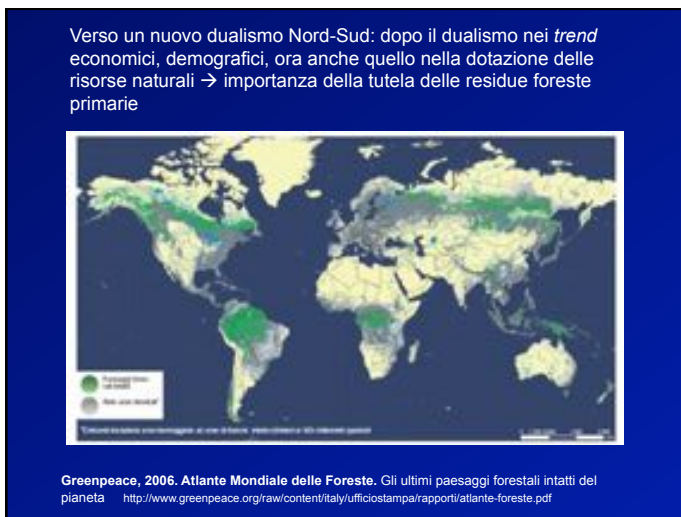 Verso un nuovo dualismo Nord-Sud: dopo il dualismo nei trend
economici, demografici, ora anche quello nella dotazione delle
risorse naturali → importanza della tutela delle residue foreste
primarie
Greenpeace, 2006. Atlante Mondiale delle Foreste. Gli ultimi paesaggi forestali intatti del
pianeta http://www.greenpeace.org/raw/content/italy/ufficiostampa/rapporti/atlante-foreste.pdf